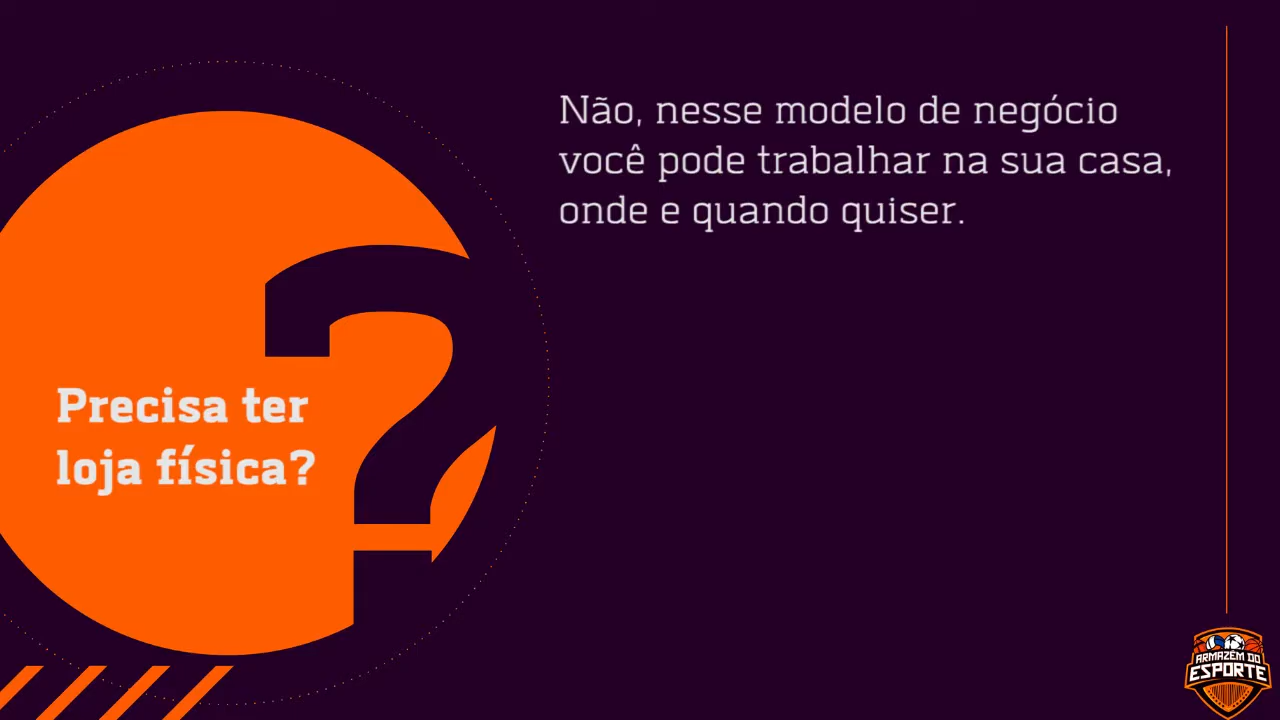 Precisa ter
loja física?
Não, nesse modelo de negócio
você pode trabalhar na sua casa,
onde e quando quiser.
ARMAZÉM DO
ESPORTE